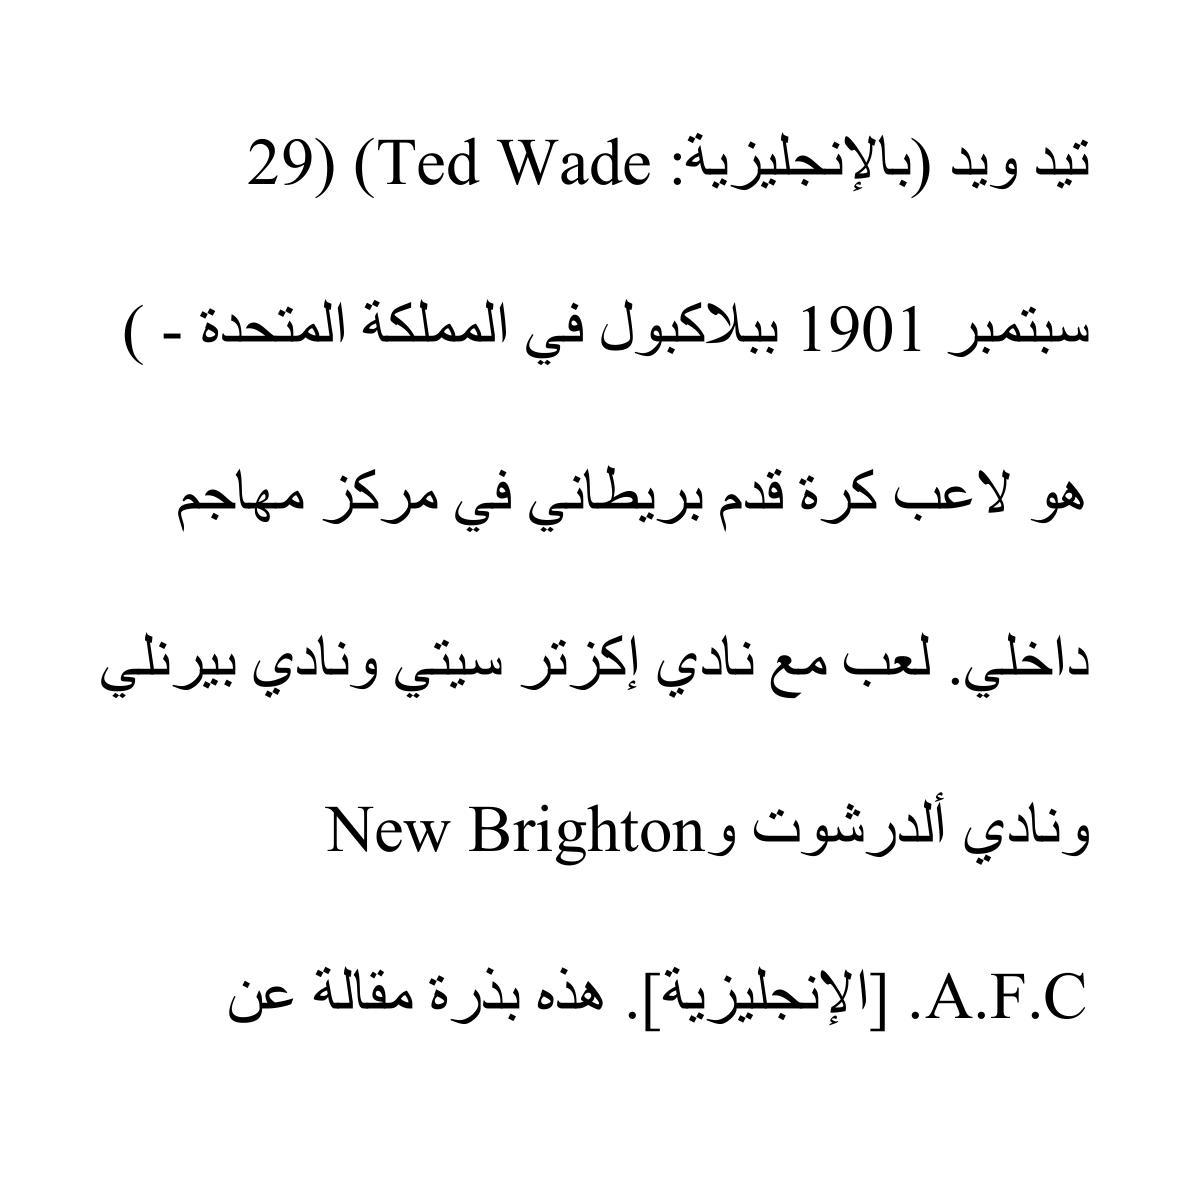 تيد ويد (بالإنجليزية: Ted Wade) (29
سبتمبر 1901 ببلاكبول في المملكة المتحدة - )
هو لاعب كرة قدم بريطاني في مركز مهاجم
داخلي. لعب مع نادي إكزتر سيتي ونادي بيرنلي
ونادي ألدرشوت وNew Brighton
A.F.C. [الإنجليزية]. هذه بذرة مقالة عن